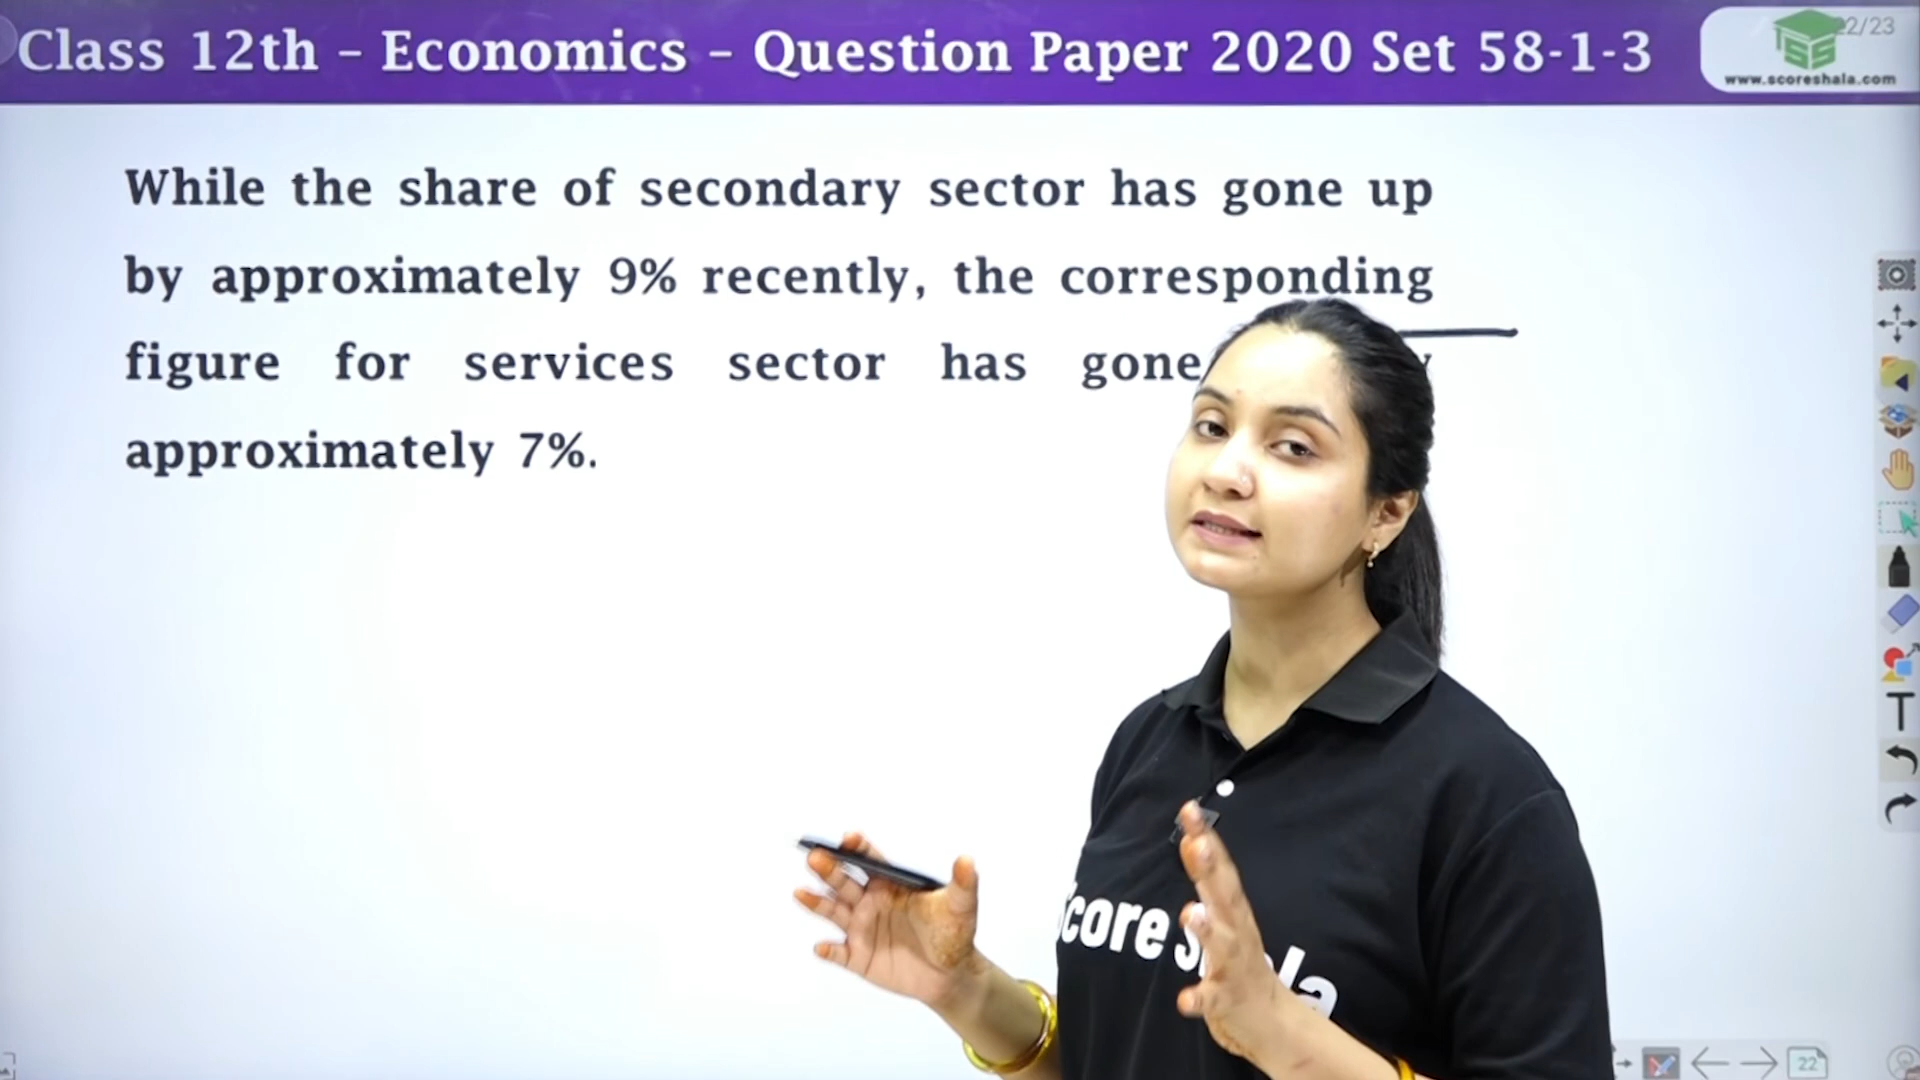 Class 12th – Economics – Question Paper 2020 Set 58-1-3
22/23
www.scoreshala.com
While the share of secondary sector has gone up
by approximately 9% recently, the corresponding
figure for services sector has gone
approximately 7%.
Score
22